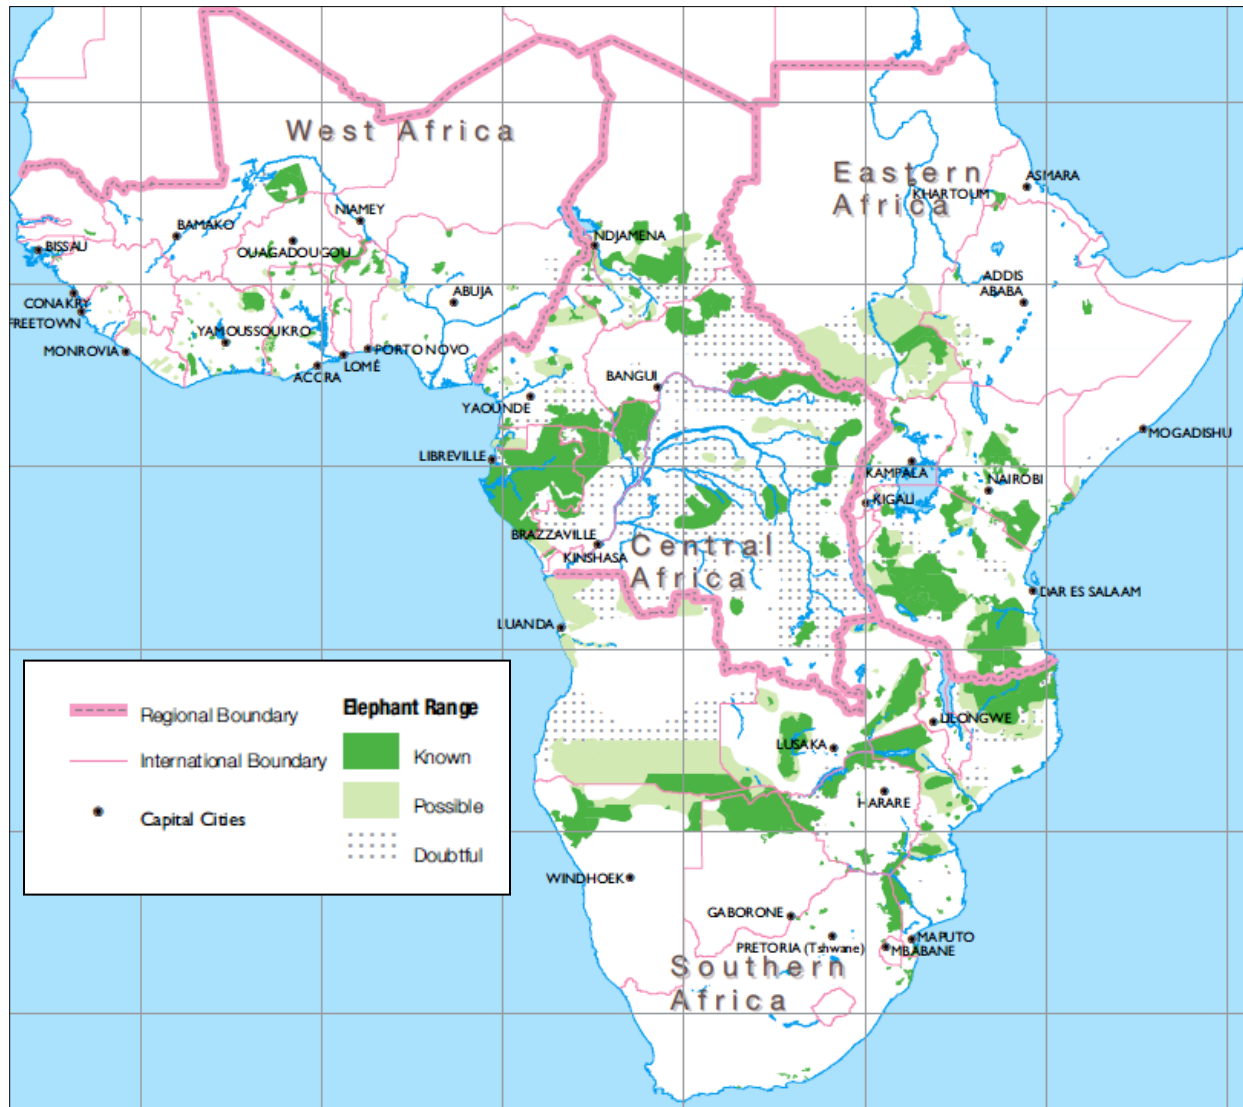 West Africa
Eastern
Africa
KHARTOUM
ASMARA
BAMAKO
NIAMEY
BISSAU
OUAGADOUGOU
NDJAMENA
ADDIS
ABABA
CONAKRY
FREETOWN
ABUJA
YAMOUSSOUKRO
MONROVIA
PORTO NOVO
LOMÉ
ACCRA
BANGUI
YAOUNDE
MOGADISHU
LIBREVILLE
KAMPALA
NAIROBI
KIGALI
BRAZZAVILLE
KINSHASA
Central
Africa
DAR ES SALAAM
LUANDA
Elephant Range
Regional Boundary
International Boundary
Known
Possible
Capital Cities
Doubtful
LILONGWE
LUSAKA
HARARE
WINDHOEK
GABORONE
PRETORIA (Tshwane)
MAPUTO
MBABANE
Southern
Africa